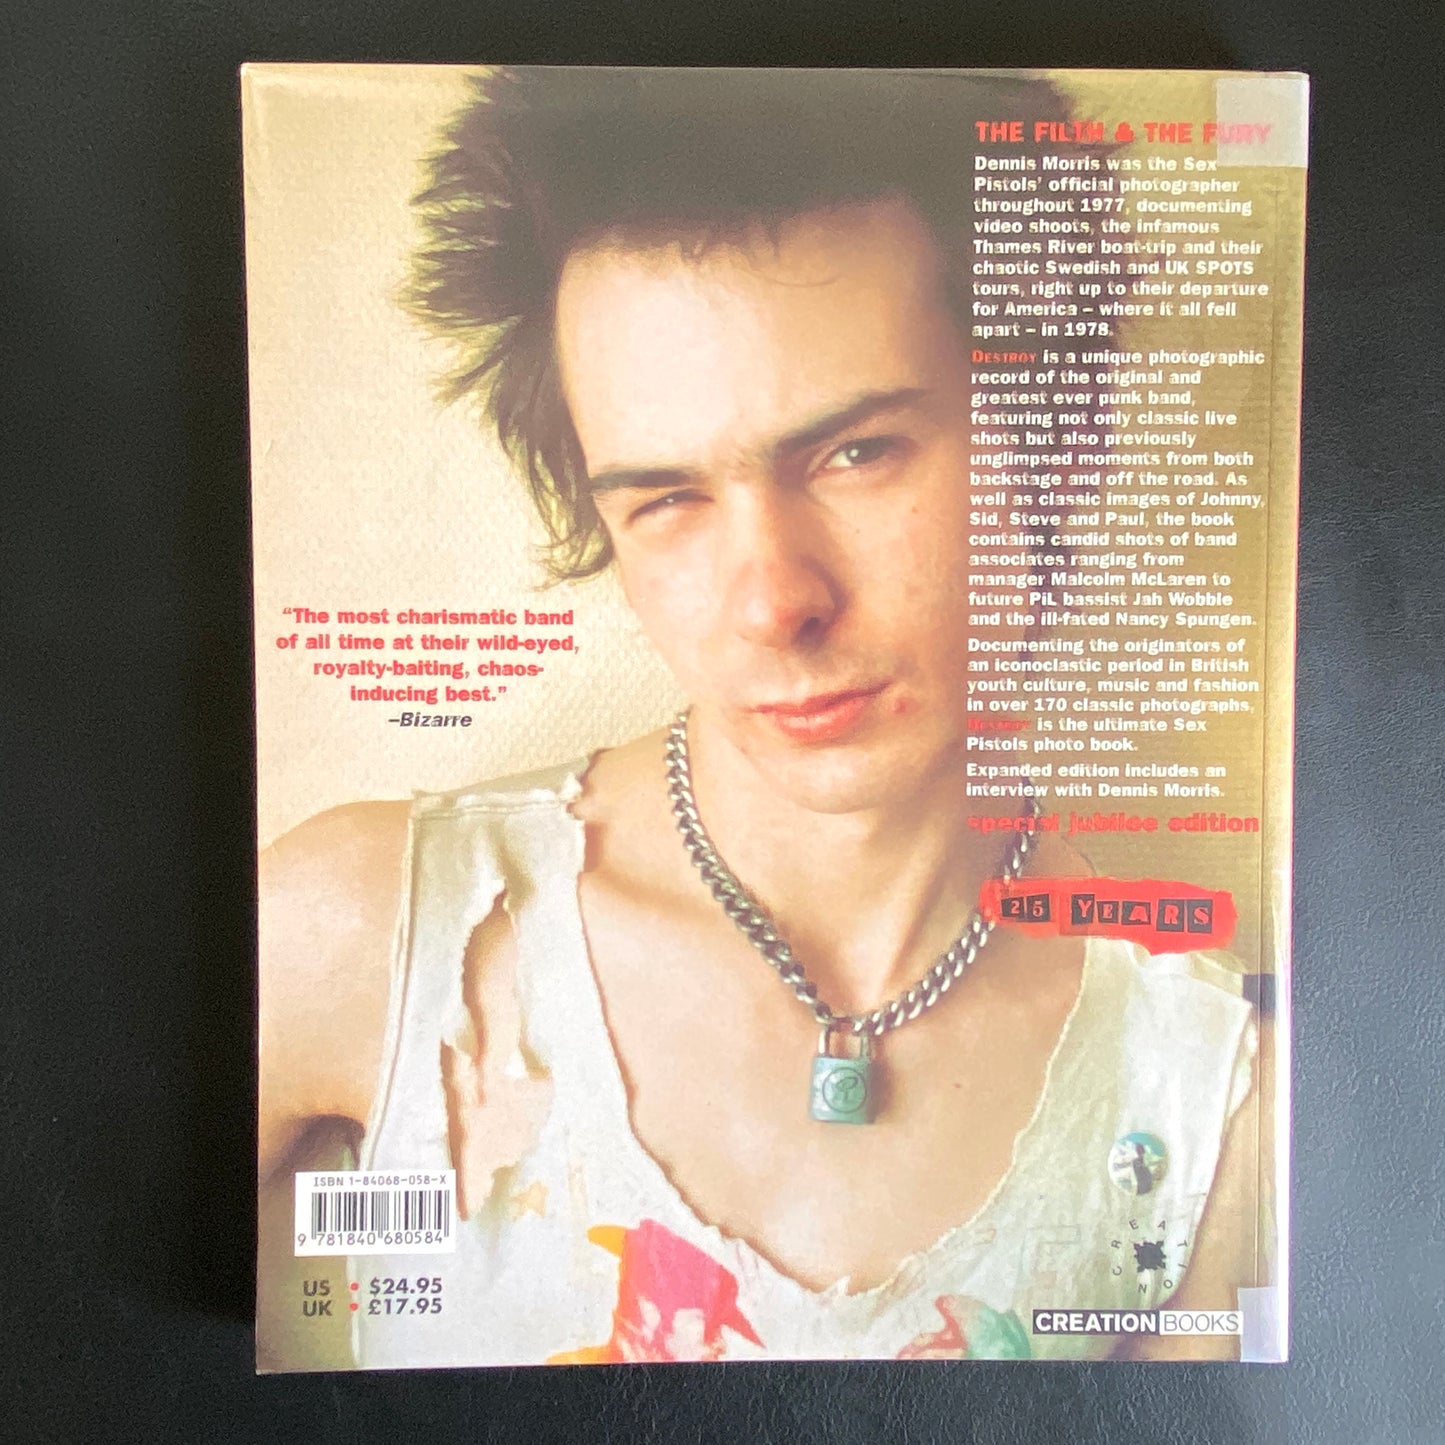 THE FILTH & THE FURY
Dennis Morris was the Sex
Pistols' official photographer
throughout 1977, documenting
video shoots, the infamous
Thames River boat-trip and their
chaotic Swedish and UK SPOTS
tours, right up to their departure
for America – where it all fell
apart – in 1978.
DESTROY is a unique photographic
record of the original and
greatest ever punk band,
featuring not only classic live
shots but also previously
unglimpsed moments from both
backstage and off the road. As
well as classic images of Johnny,
Sid, Steve and Paul, the book
contains candid shots of band
associates ranging from
manager Malcolm McLaren to
future PiL bassist Jah Wobble
and the ill-fated Nancy Spungen.
Documenting the originators of
an iconoclastic period in British
youth culture, music and fashion
in over 170 classic photographs,
DESTROY is the ultimate Sex
Pistols photo book.
Expanded edition includes an
interview with Dennis Morris.
special jubilee edition
25 YEARS
“The most charismatic band
of all time at their wild-eyed,
royalty-baiting, chaos-
inducing best.”
–Bizarre
R
ISBN 1-84068-058-X
9 781840 680584
US • $24.95
UK • £17.95
CREATION
CREATION BOOKS